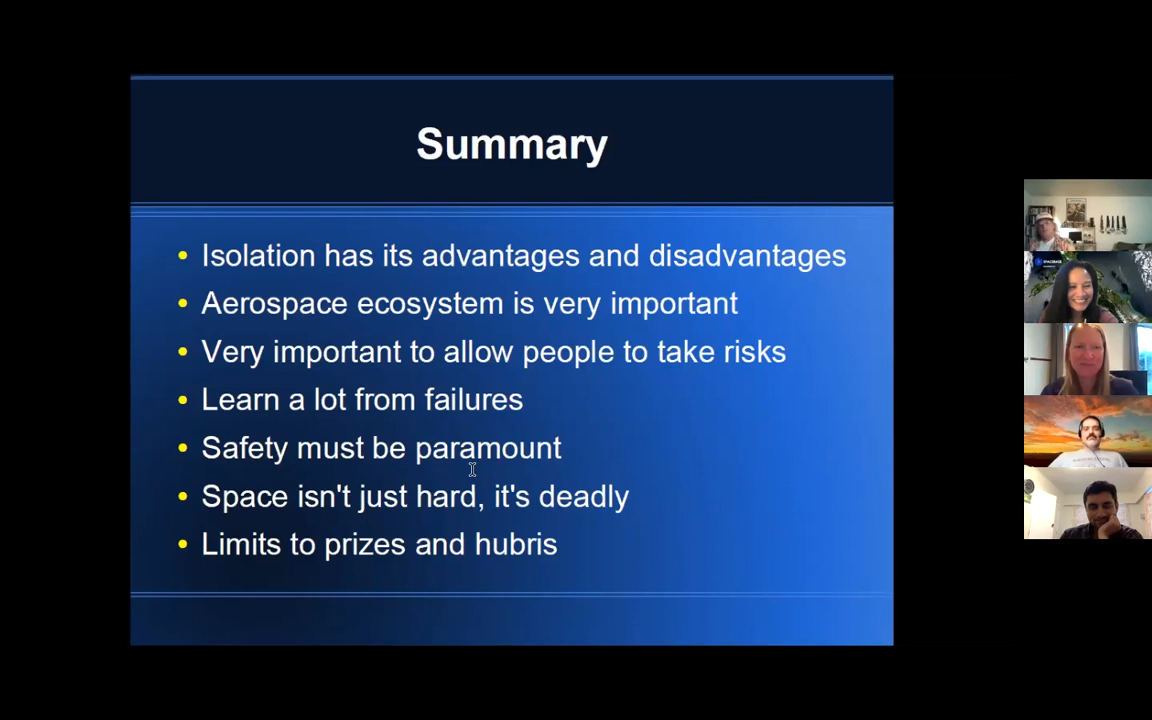 Summary
Isolation has its advantages and disadvantages
Aerospace ecosystem is very important
Very important to allow people to take risks
Learn a lot from failures
Safety must be paramount
Space isn't just hard, it's deadly
Limits to prizes and hubris
SPACEBASE